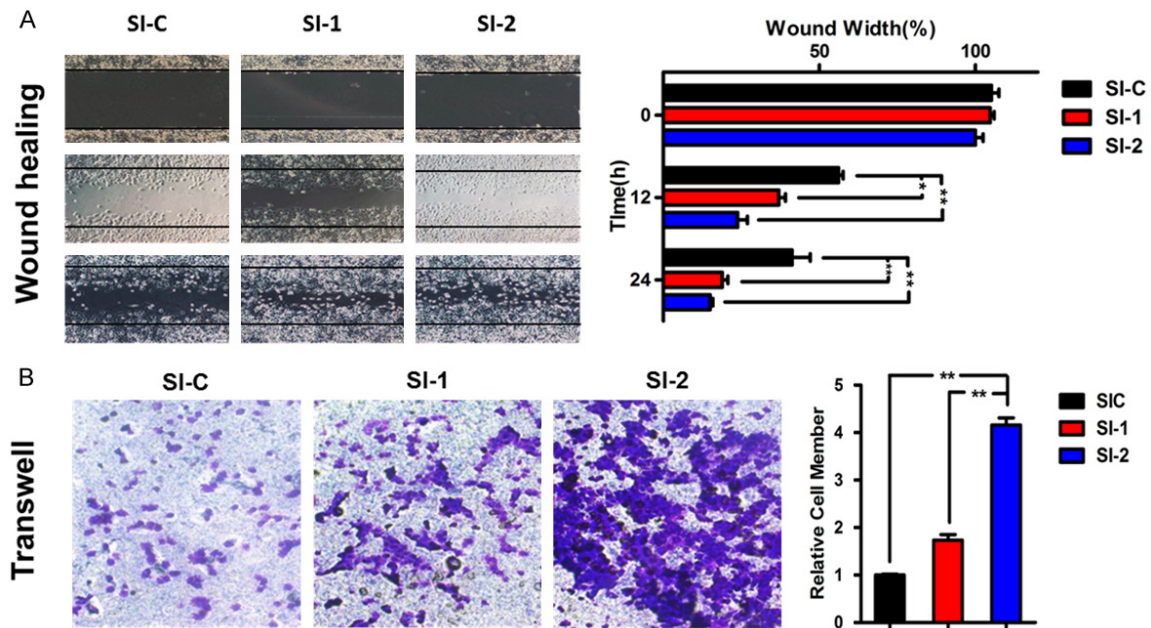 A
SI-C
SI-1
SI-2
Wound healing
Wound Width(%)
50
100
TIme(h)
0
12
24
*
**
**
**
SI-C
SI-1
SI-2
B
SI-C
SI-1
SI-2
Transwell
Relative Cell Member
5
4
3
2
1
0
**
**
SIC
SI-1
SI-2